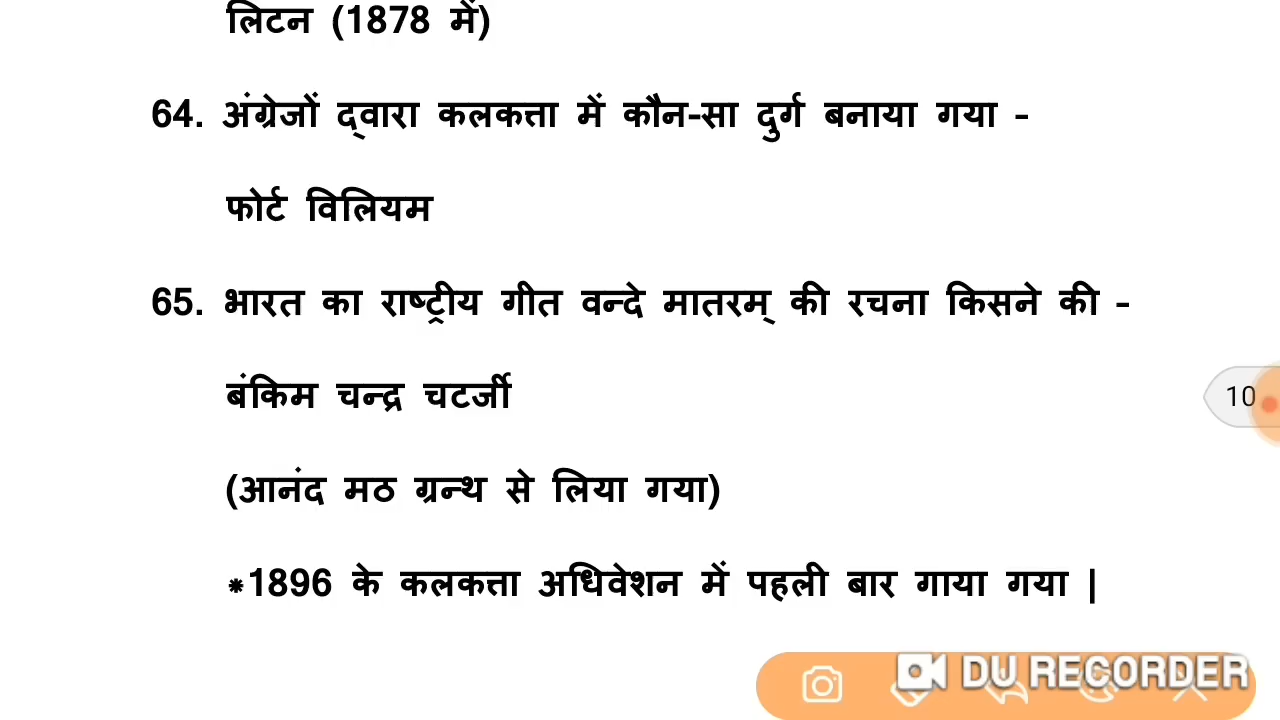 लिटन (1878 में)
64. अंग्रेजों द्वारा कलकत्ता में कौन-सा दुर्ग बनाया गया –
फोर्ट विलियम
65. भारत का राष्ट्रीय गीत वन्दे मातरम् की रचना किसने की –
बंकिम चन्द्र चटर्जी
(आनंद मठ ग्रन्थ से लिया गया)
*1896 के कलकत्ता अधिवेशन में पहली बार गाया गया |
10
DU RECORDER